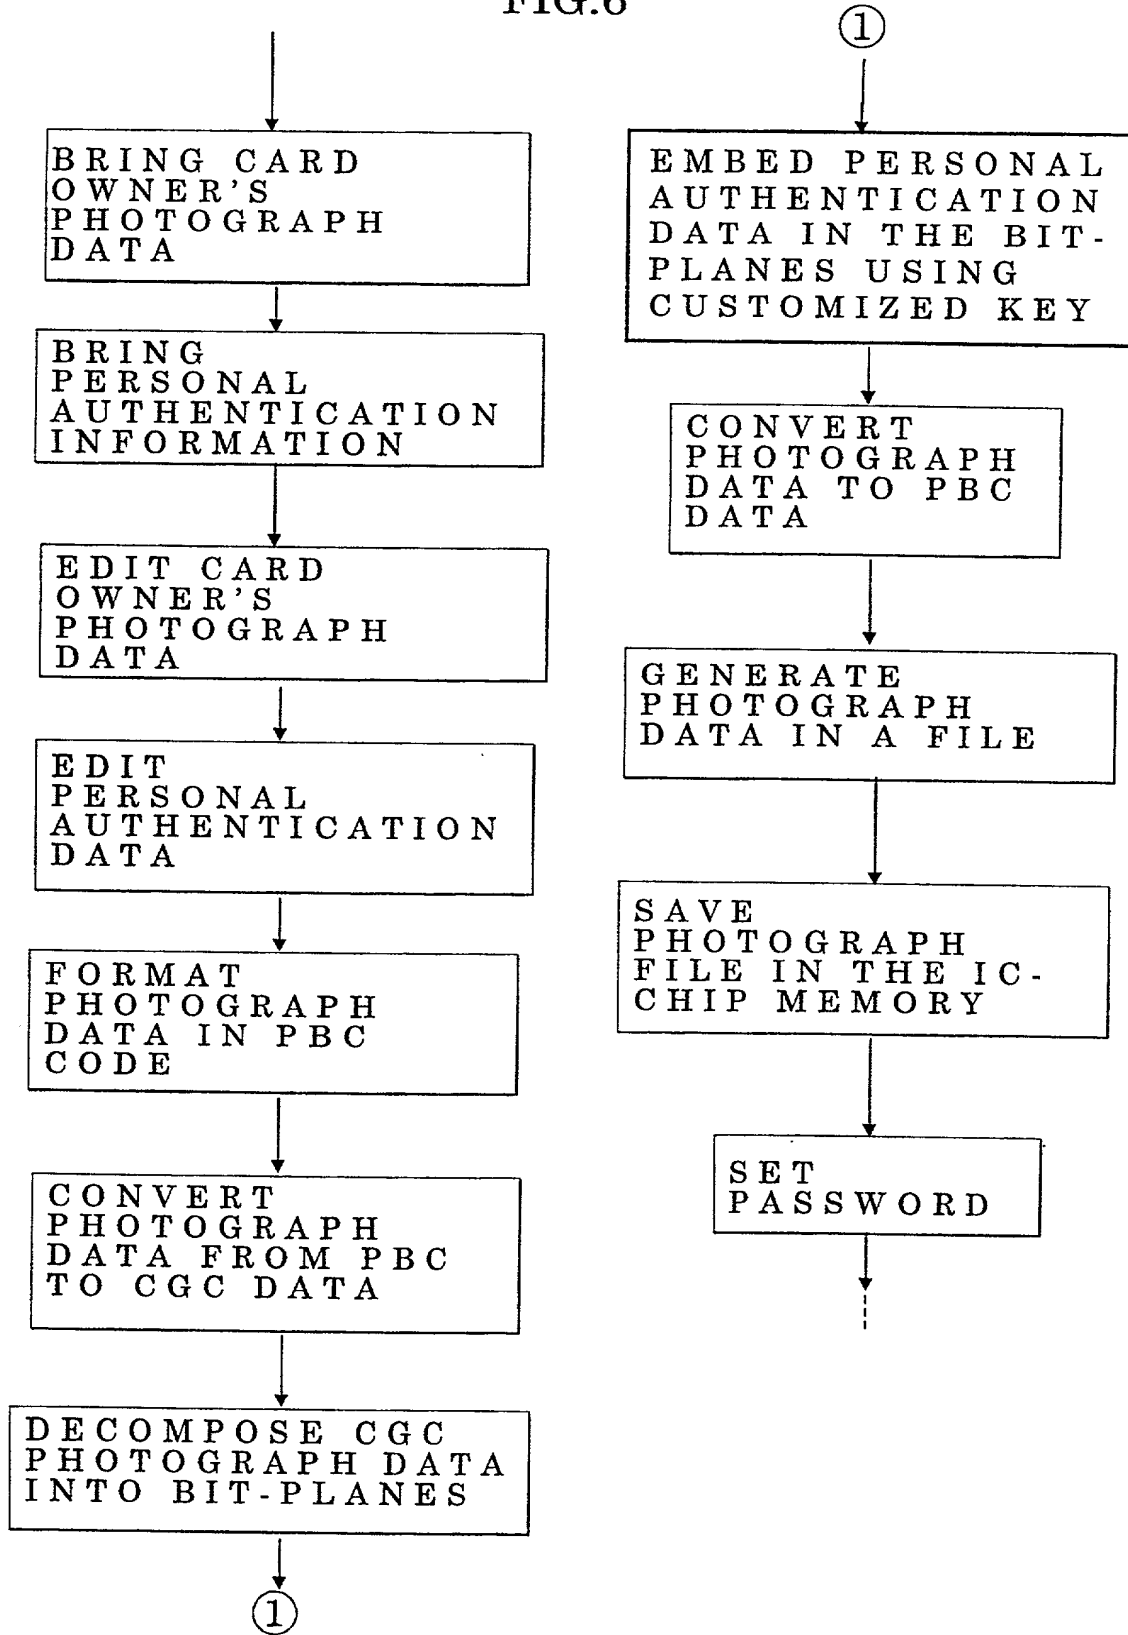 FIG.6
BRING CARD
OWNER'S
PHOTOGRAPH
DATA
BRING
PERSONAL
AUTHENTICATION
INFORMATION
EDIT CARD
OWNER'S
PHOTOGRAPH
DATA
EDIT
PERSONAL
AUTHENTICATION
DATA
FORMAT
PHOTOGRAPH
DATA IN PBC
CODE
CONVERT
PHOTOGRAPH
DATA FROM PBC
TO CGC DATA
DECOMPOSE CGC
PHOTOGRAPH DATA
INTO BIT-PLANES
①
①
EMBED PERSONAL
AUTHENTICATION
DATA IN THE BIT-
PLANES USING
CUSTOMIZED KEY
CONVERT
PHOTOGRAPH
DATA TO PBC
DATA
GENERATE
PHOTOGRAPH
DATA IN A FILE
SAVE
PHOTOGRAPH
FILE IN THE IC-
CHIP MEMORY
SET
PASSWORD